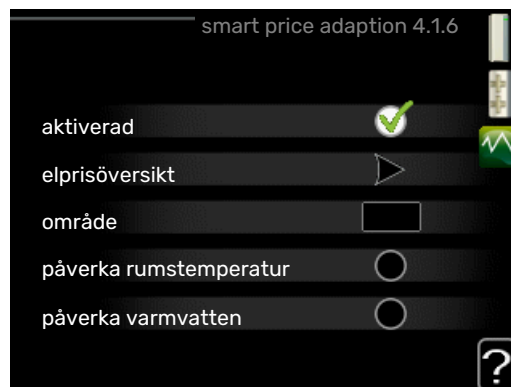 smart price adaption 4.1.6
aktiverad
elprisöversikt
område
påverka rumstemperatur
påverka varmvatten
?